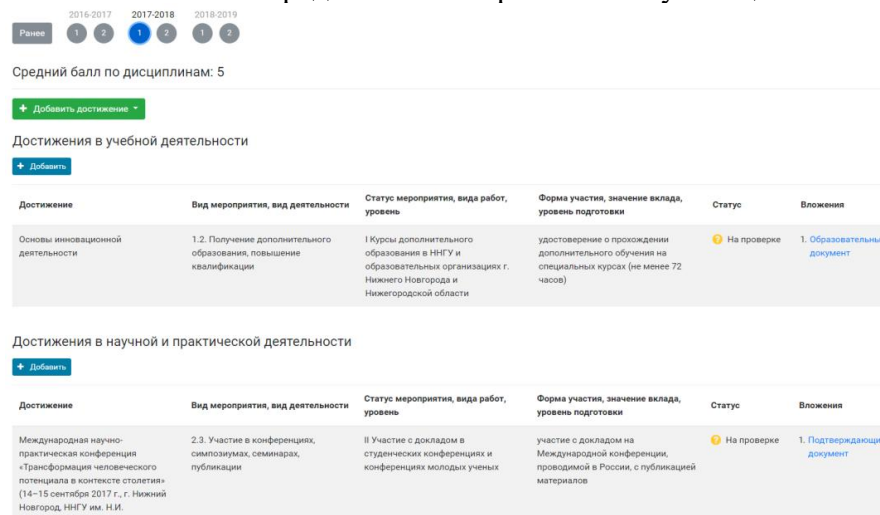 2016-2017 2017-2018 2018-2019
Ранее 1 2 1 2 1 2
Средний балл по дисциплинам: 5
+ Добавить достижение
Достижения в учебной деятельности
+ Добавить
Достижение Вид мероприятия, вид деятельности Статус мероприятия, вида работ, уровень Форма участия, значение вклада, уровень подготовки Статус Вложения
Основы инновационной
деятельности
1.2. Получение дополнительного
образования, повышение
квалификации
I Курсы дополнительного
образования в ННГУ и
образовательных организациях г.
Нижнего Новгорода и
Нижегородской области
удостоверение о прохождении
дополнительного обучения на
специальных курсах (не менее 72
часов)
? На проверке
1. Образовательны
документ
Достижения в научной и практической деятельности
+ Добавить
Достижение Вид мероприятия, вид деятельности Статус мероприятия, вида работ, уровень Форма участия, значение вклада, уровень подготовки Статус Вложения
Международная научно-
практическая конференция
«Трансформация человеческого
потенциала в контексте столетия»
(14–15 сентября 2017 г., г. Нижний
Новгород, ННГУ им. Н.И.
2.3. Участие в конференциях,
симпозиумах, семинарах,
публикации
II Участие с докладом в
студенческих конференциях и
конференциях молодых ученых
участие с докладом на
Международной конференции,
проводимой в России, с публикацией
материалов
? На проверке
1. Подтверждающи
документ